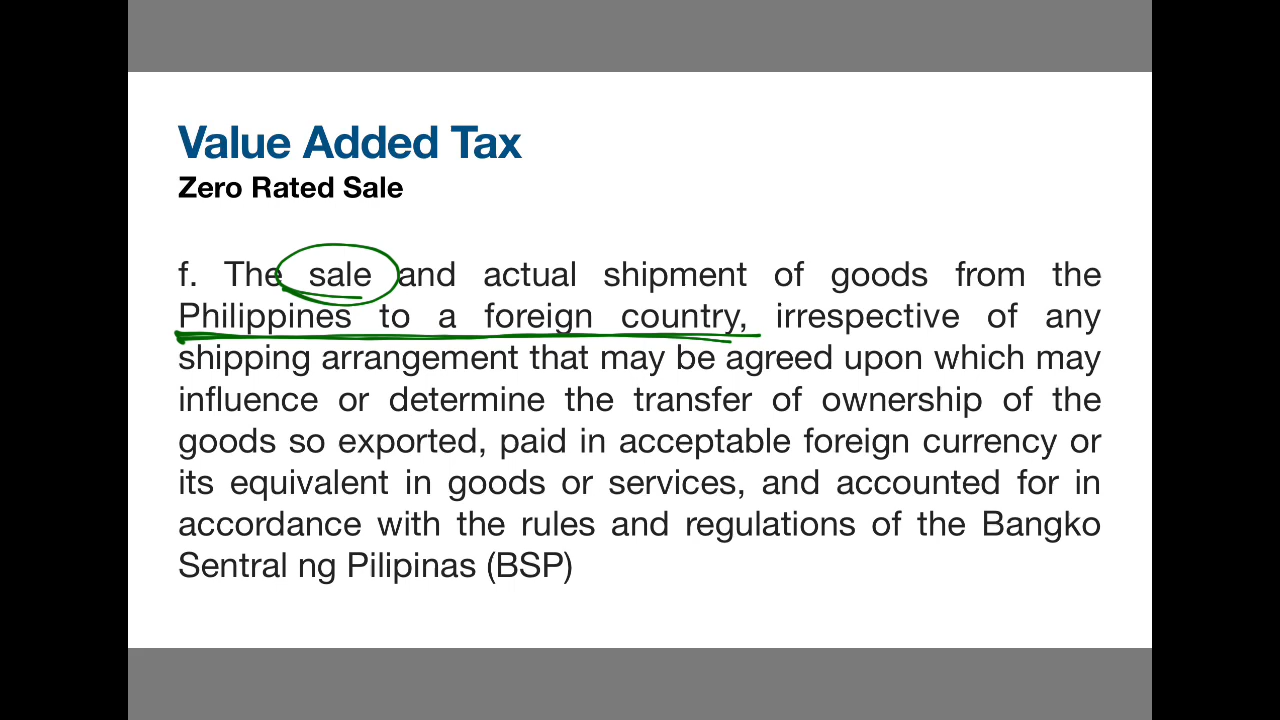 Value Added Tax
Zero Rated Sale
f. The sale and actual shipment of goods from the
Philippines to a foreign country, irrespective of any
shipping arrangement that may be agreed upon which may
influence or determine the transfer of ownership of the
goods so exported, paid in acceptable foreign currency or
its equivalent in goods or services, and accounted for in
accordance with the rules and regulations of the Bangko
Sentral ng Pilipinas (BSP)